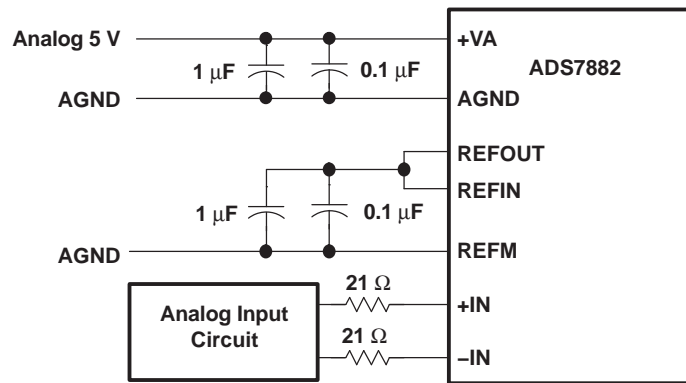 Analog 5 V
+VA
1 μF
0.1 μF
ADS7882
AGND
AGND
REFOUT
REFIN
1 μF
0.1 μF
AGND
REFM
21 Ω
+IN
Analog Input
Circuit
21 Ω
−IN